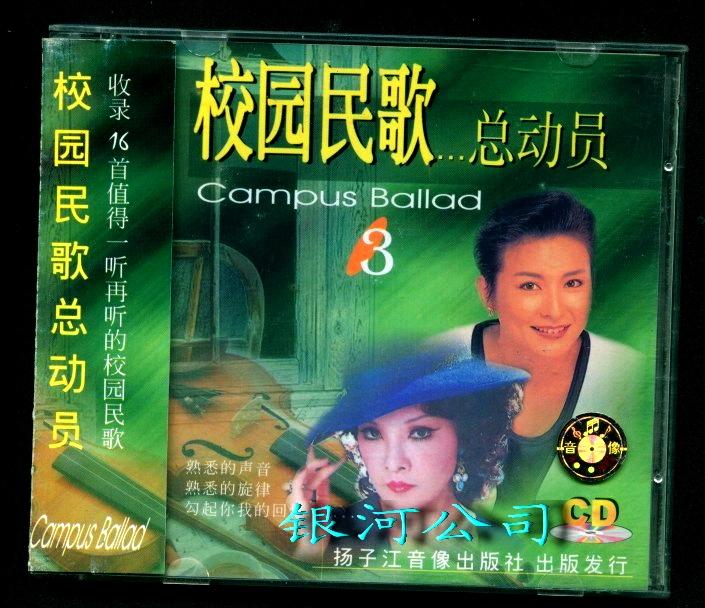 校园民歌总动员
收录16首值得一听再听的校园民歌
Campus Ballad
校园民歌...总动员
Campus Ballad
3
熟悉的声音
熟悉的旋律
勾起你我的回
音像
银河公司
CD
扬子江音像出版社 出版发行